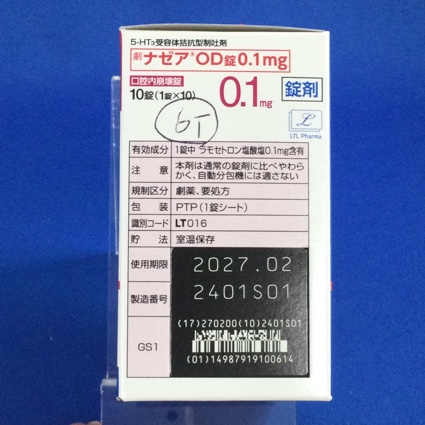 5-HT₃受容体拮抗型制吐剤
劇 ナゼア® OD錠0.1mg
口腔内崩壊錠
10錠(1錠×10)
0.1mg
錠剤
6T
LTL Pharma
有効成分 1錠中 ラモセトロン塩酸塩0.1mg含有
注意 本剤は通常の錠剤に比べやわら
かく、自動分包機には適さない
規制区分 劇薬、要処方
包装 PTP(1錠シート)
識別コード LT016
貯法 室温保存
使用期限 2027.02
製造番号 2401S01
(17)270200(10)2401S01
GS1
(01)14987919100614